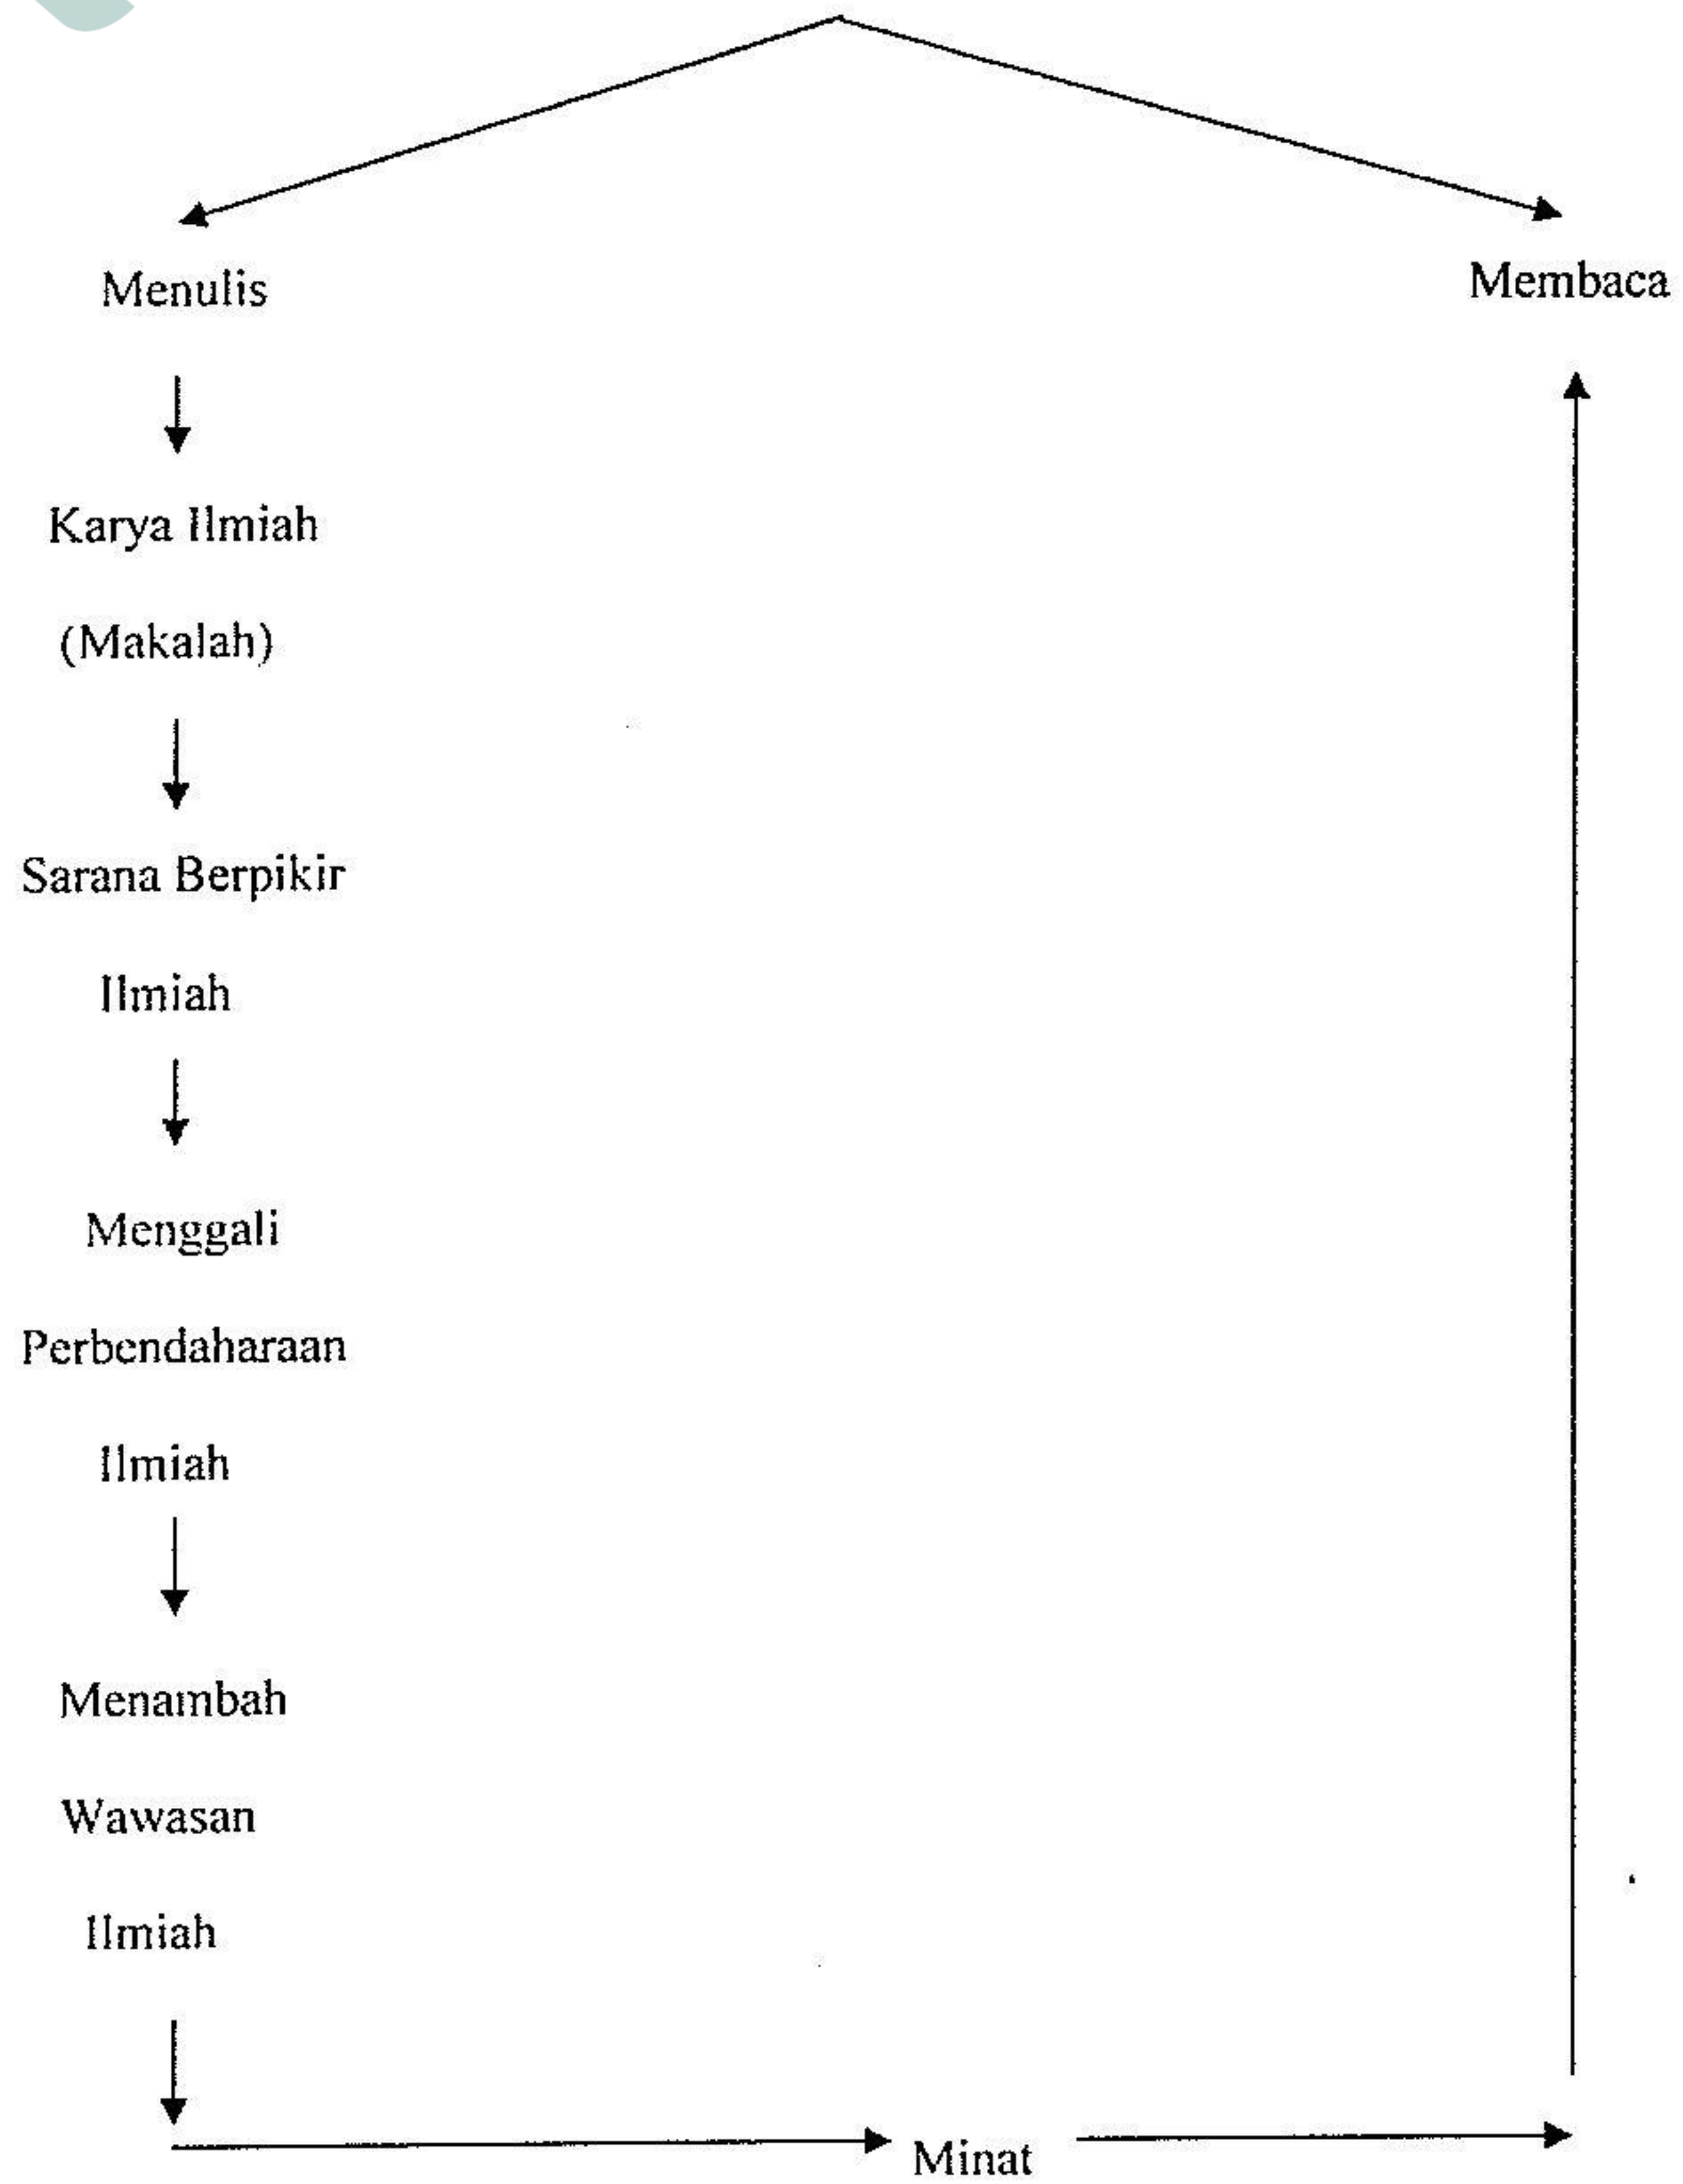 Menulis
Membaca
Karya Ilmiah
(Makalah)
Sarana Berpikir
Ilmiah
Menggali
Perbendaharaan
Ilmiah
Menambah
Wawasan
Ilmiah
Minat